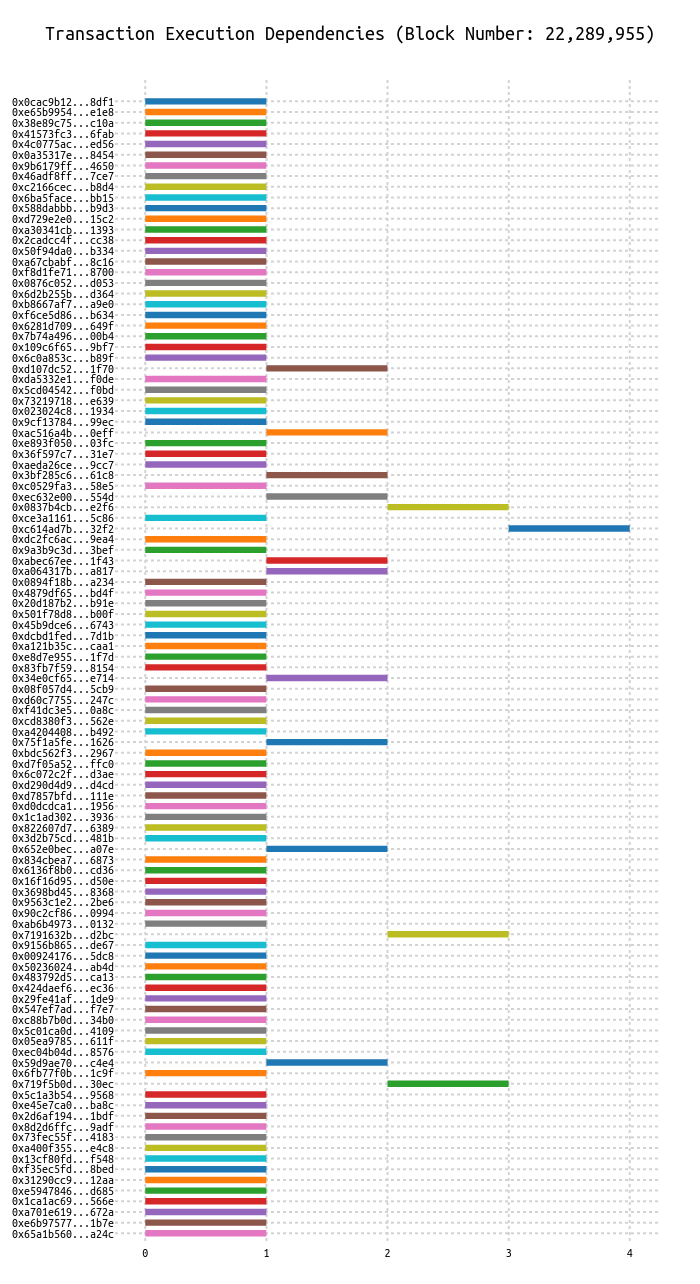 Transaction Execution Dependencies (Block Number: 22,289,955)
0x0cac9b12...8df1
0xe65b9954...e1e8
0x38e89c75...c10a
0x41573fc3...6fab
0x4c0775ac...ed56
0x0a35317e...8454
0x9b6179ff...4650
0x46adf8ff...7ce7
0xc2166cec...b8d4
0x6ba5face...bb15
0x588dabbb...b9d3
0xd729e2e0...15c2
0xa30341cb...1393
0x2cadcc4f...cc38
0x50f94da0...b334
0xa67cbabf...8c16
0xf8d1fe71...8700
0x0876c052...d053
0x6d2b255b...d364
0xb8667af7...a9e0
0xf6ce5d86...b634
0x6281d709...649f
0x7b74a496...00b4
0x109c6f65...9bf7
0x6c0a853c...b89f
0xd107dc52...1f70
0xda5332e1...f0de
0x5cd04542...f0bd
0x73219718...e639
0x023024c8...1934
0x9cf13784...99ec
0xac516a4b...0eff
0xe893f050...03fc
0x36f597c7...31e7
0xaeda26ce...9cc7
0x3bf285c6...61c8
0xc0529fa3...58e5
0xec632e00...554d
0x0837b4cb...e2f6
0xce3a1161...5c86
0xc614ad7b...32f2
0xdc2fc6ac...9ea4
0x9a3b9c3d...3bef
0xabec67ee...1f43
0xa064317b...a817
0x0894f18b...a234
0x4879df65...bd4f
0x20d187b2...b91e
0x501f78d8...b00f
0x45b9dce6...6743
0xdcbd1fed...7d1b
0xa121b35c...caa1
0xe8d7e955...1f7d
0x83fb7f59...8154
0x34e0cf65...e714
0x08f057d4...5cb9
0xd60c7755...247c
0xf41dc3e5...0a8c
0xcd8380f3...562e
0xa4204408...b492
0x75f1a5fe...1626
0xbdc562f3...2967
0xd7f05a52...ffc0
0x6c072c2f...d3ae
0xd290d4d9...d4cd
0xd7857bfd...111e
0xd0dcdca1...1956
0x1c1ad302...3936
0x822607d7...6389
0x3d2b75cd...481b
0x652e0bec...a07e
0x834cbea7...6873
0x6136f8b0...cd36
0x16f16d95...d50e
0x3698bd45...8368
0x9563c1e2...2be6
0x90c2cf86...0994
0xab6b4973...0132
0x7191632b...d2bc
0x9156b865...de67
0x00924176...5dc8
0x50236024...ab4d
0x483792d5...ca13
0x424daef6...ec36
0x29fe41af...1de9
0x547ef7ad...f7e7
0xc88b7b0d...34b0
0x5c01ca0d...4109
0x05ea9785...611f
0xec04b04d...8576
0x59d9ae70...c4e4
0x6fb77f0b...1c9f
0x719f5b0d...30ec
0x5c1a3b54...9568
0xe45e7ca0...ba8c
0x2d6af194...1bdf
0x8d2d6ffc...9adf
0x73fec55f...4183
0xa400f355...e4c8
0x13cf80fd...f548
0xf35ec5fd...8bed
0x31290cc9...12aa
0xe5947846...d685
0x1ca1ac69...566e
0xa701e619...672a
0xe6b97577...1b7e
0x65a1b560...a24c
0 1 2 3 4